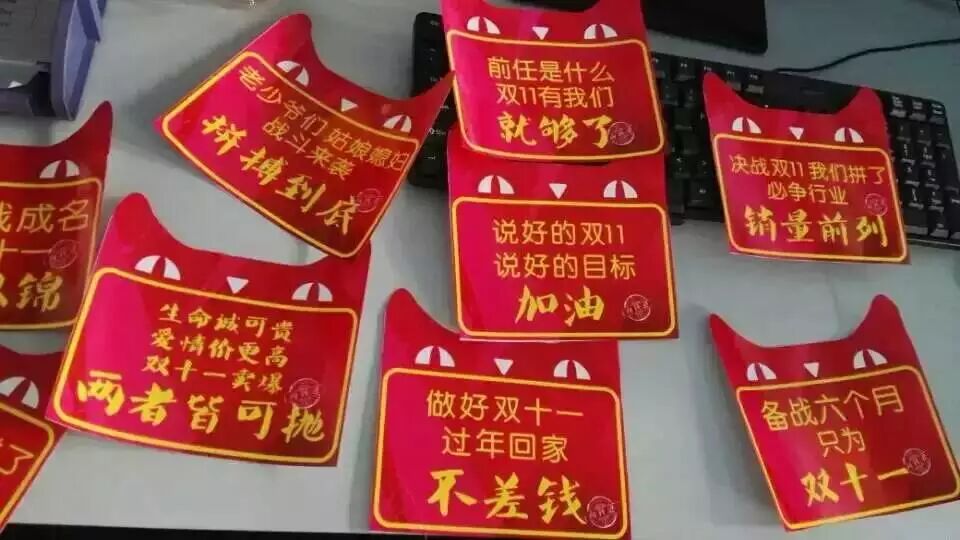 老少爷们 姑娘媳妇
战斗来袭
拼搏到底
前任是什么
双11有我们
就够了
决战双11 我们拼了
必争行业
销量前列
成名
十一
锦
说好的双11
说好的目标
加油
生命诚可贵
爱情价更高
双十一卖爆
两者皆可抛
做好双十一
过年回家
不差钱
备战六个月
只为
双十一
了